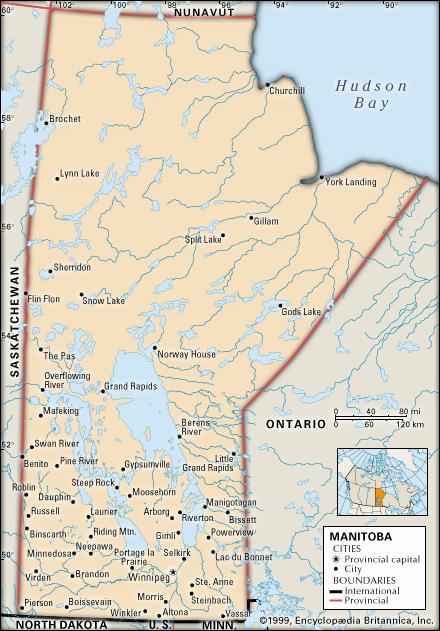 60°
102°
100°
98°
96°
NUNAVUT
Hudson
Bay
Churchill
58°
Brochet
Lynn Lake
York Landing
56°
Gillam
Split Lake
Sherridon
SASKATCHEWAN
Flin Flon
Snow Lake
Gods Lake
54°
The Pas
Norway House
Overflowing
River
Grand Rapids
Mafeking
Berens
River
ONTARIO
0 40 80 mi
0 60 120 km
52°
Swan River
Benito
Pine River
Gypsumville
Little
Grand Rapids
Roblin
Steep Rock
Dauphin
Moosehorn
Manigotagan
Russell
Laurier
Arborg
Riverton
Bissett
Binscarth
Riding Mtn.
Gimli
Powerview
50°
Minnedosa
Neepawa
Portage la
Prairie
Selkirk
Lac du Bonnet
Virden
Brandon
Winnipeg
Ste. Anne
Steinbach
Pierson
Boissevain
Morris
Winkler
Altona
Vassar
NORTH DAKOTA
U. S.
MINN.
MANITOBA
CITIES
Provincial capital
City
BOUNDARIES
International
Provincial
©1999, Encyclopædia Britannica, Inc.